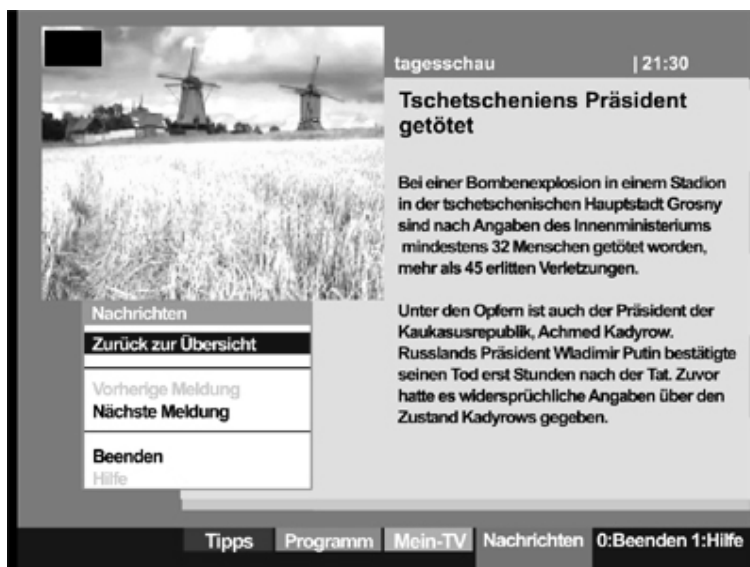 tagesschau | 21:30
Tschetscheniens Präsident
getötet
Bei einer Bombenexplosion in einem Stadion
in der tschetschenischen Hauptstadt Grosny
sind nach Angaben des Innenministeriums
mindestens 32 Menschen getötet worden,
mehr als 45 erlitten Verletzungen.
Unter den Opfern ist auch der Präsident der
Kaukasusrepublik, Achmed Kadyrow.
Russlands Präsident Wladimir Putin bestätigte
seinen Tod erst Stunden nach der Tat. Zuvor
hatte es widersprüchliche Angaben über den
Zustand Kadyrows gegeben.
Nachrichten
Zurück zur Übersicht
Vorherige Meldung
Nächste Meldung
Beenden
Hilfe
Tipps Programm Mein-TV Nachrichten 0:Beenden 1:Hilfe